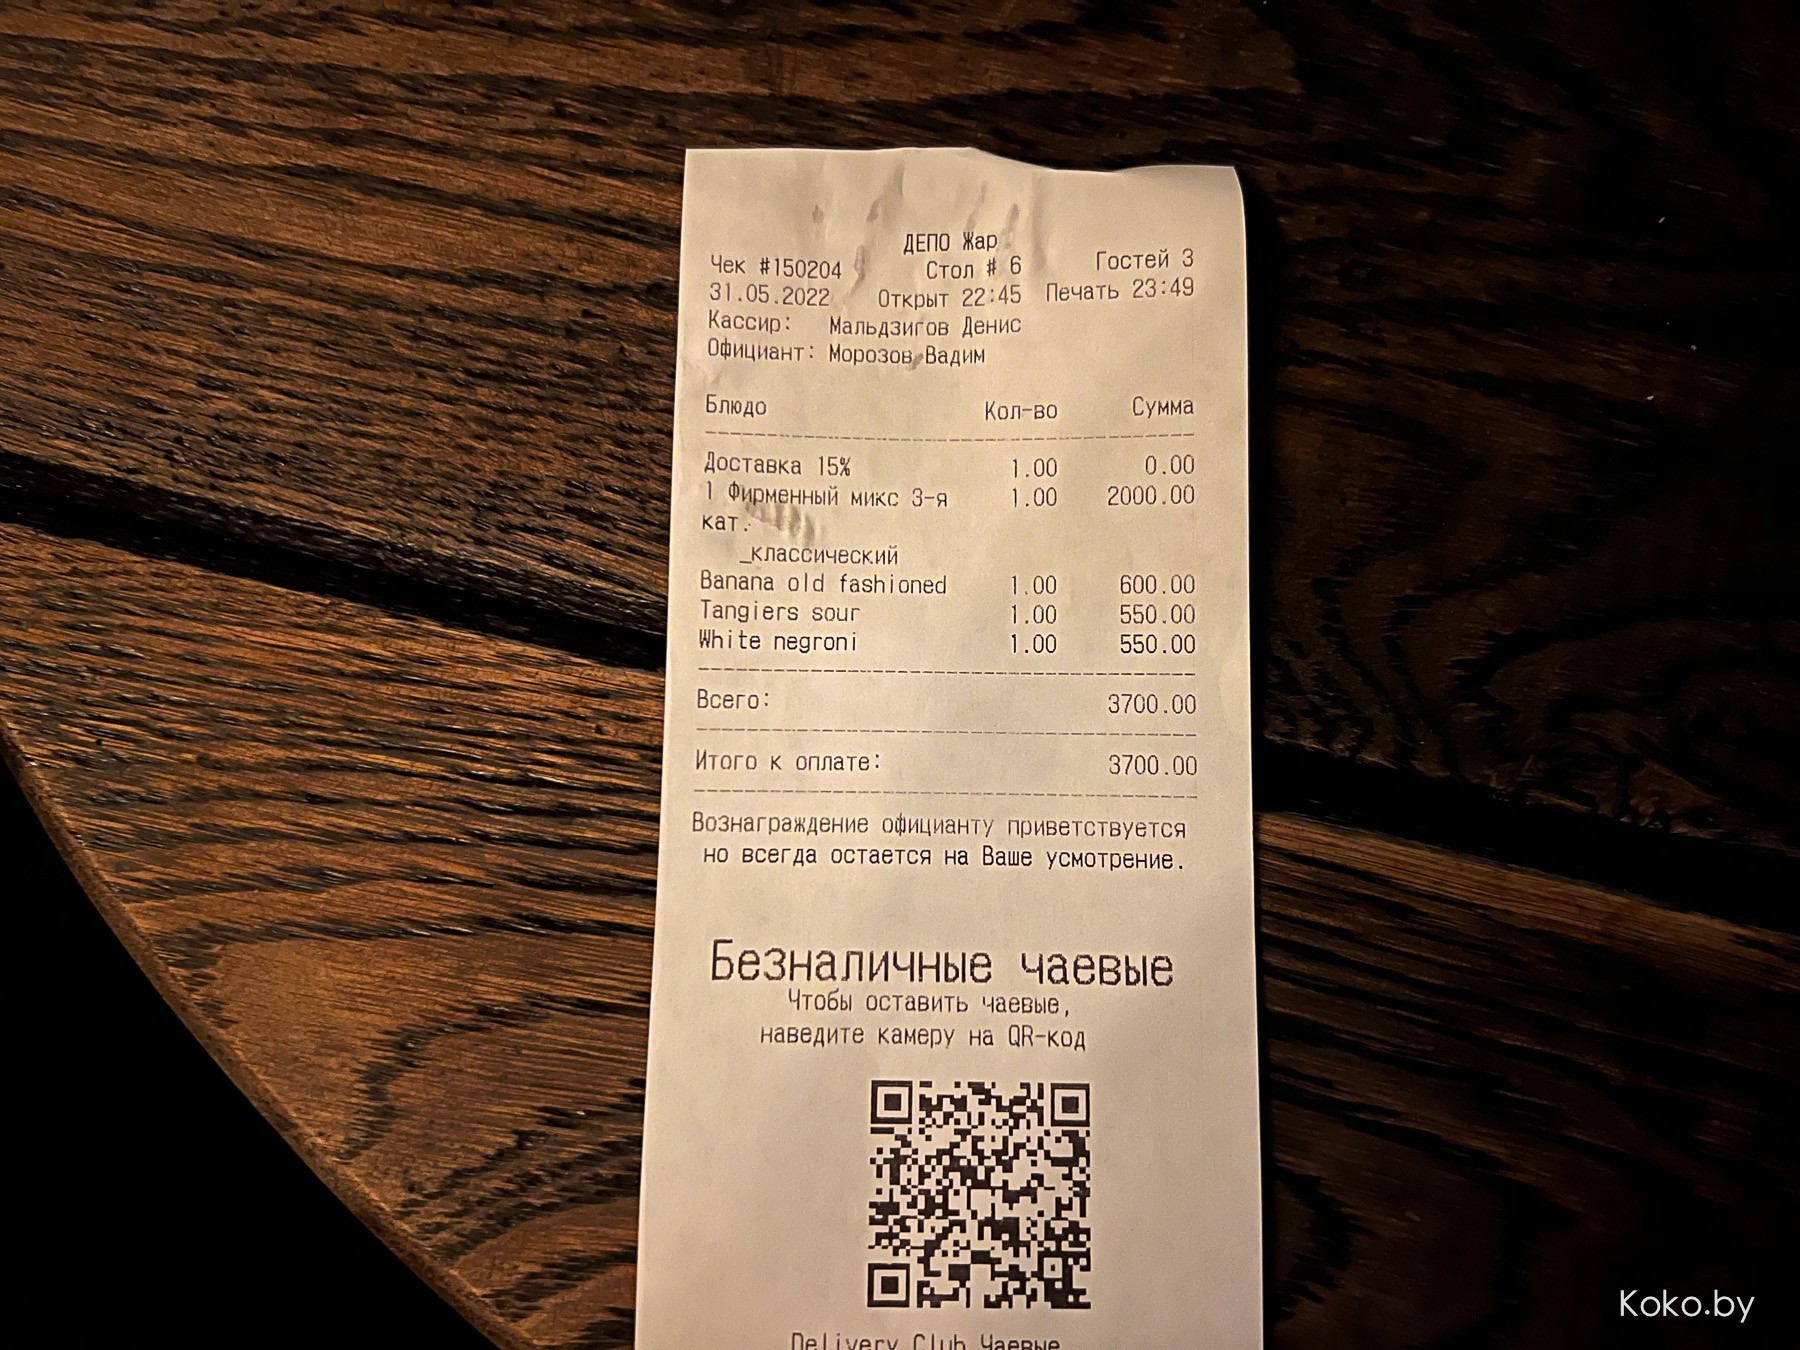 ДЕПО Жар
Чек #150204 Стол # 6 Гостей 3
31.05.2022 Открыт 22:45 Печать 23:49
Кассир: Мальдзигов Денис
Официант: Морозов Вадим
Блюдо Кол-во Сумма
Доставка 15% 1.00 0.00
1 Фирменный микс 3-я 1.00 2000.00
кат.
_классический
Banana old fashioned 1.00 600.00
Tangiers sour 1.00 550.00
White negroni 1.00 550.00
Всего: 3700.00
Итого к оплате: 3700.00
Вознаграждение официанту приветствуется
но всегда остается на Ваше усмотрение.
Безналичные чаевые
Чтобы оставить чаевые,
наведите камеру на QR-код
Delivery Club Чаевые
Koko.by